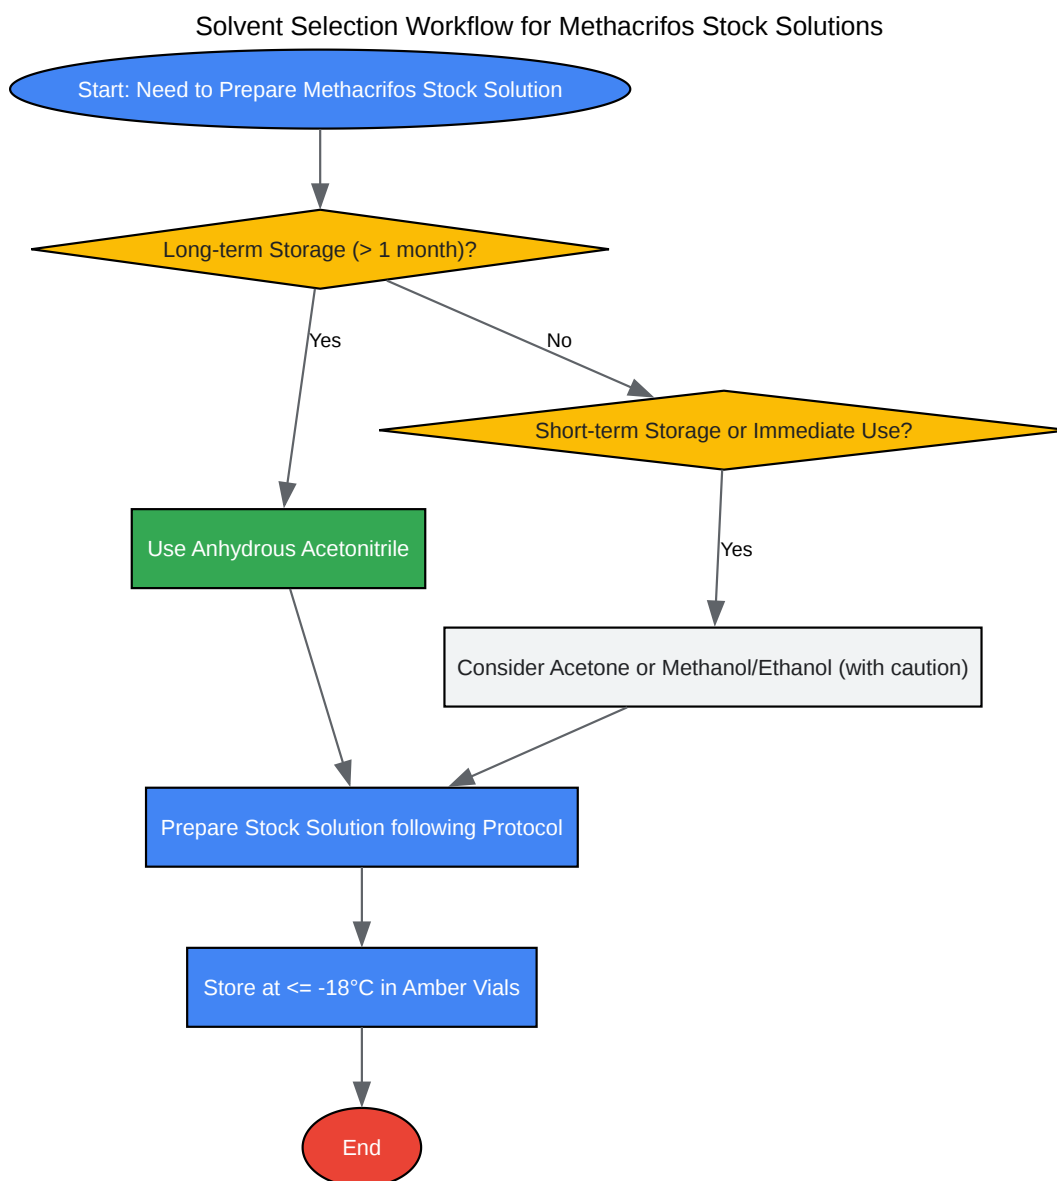 Solvent Selection Workflow for Methacrifos Stock Solutions
Start: Need to Prepare Methacrifos Stock Solution
Long-term Storage (> 1 month)?
Yes
No
Short-term Storage or Immediate Use?
Use Anhydrous Acetonitrile
Yes
Consider Acetone or Methanol/Ethanol (with caution)
Prepare Stock Solution following Protocol
Store at <= -18°C in Amber Vials
End